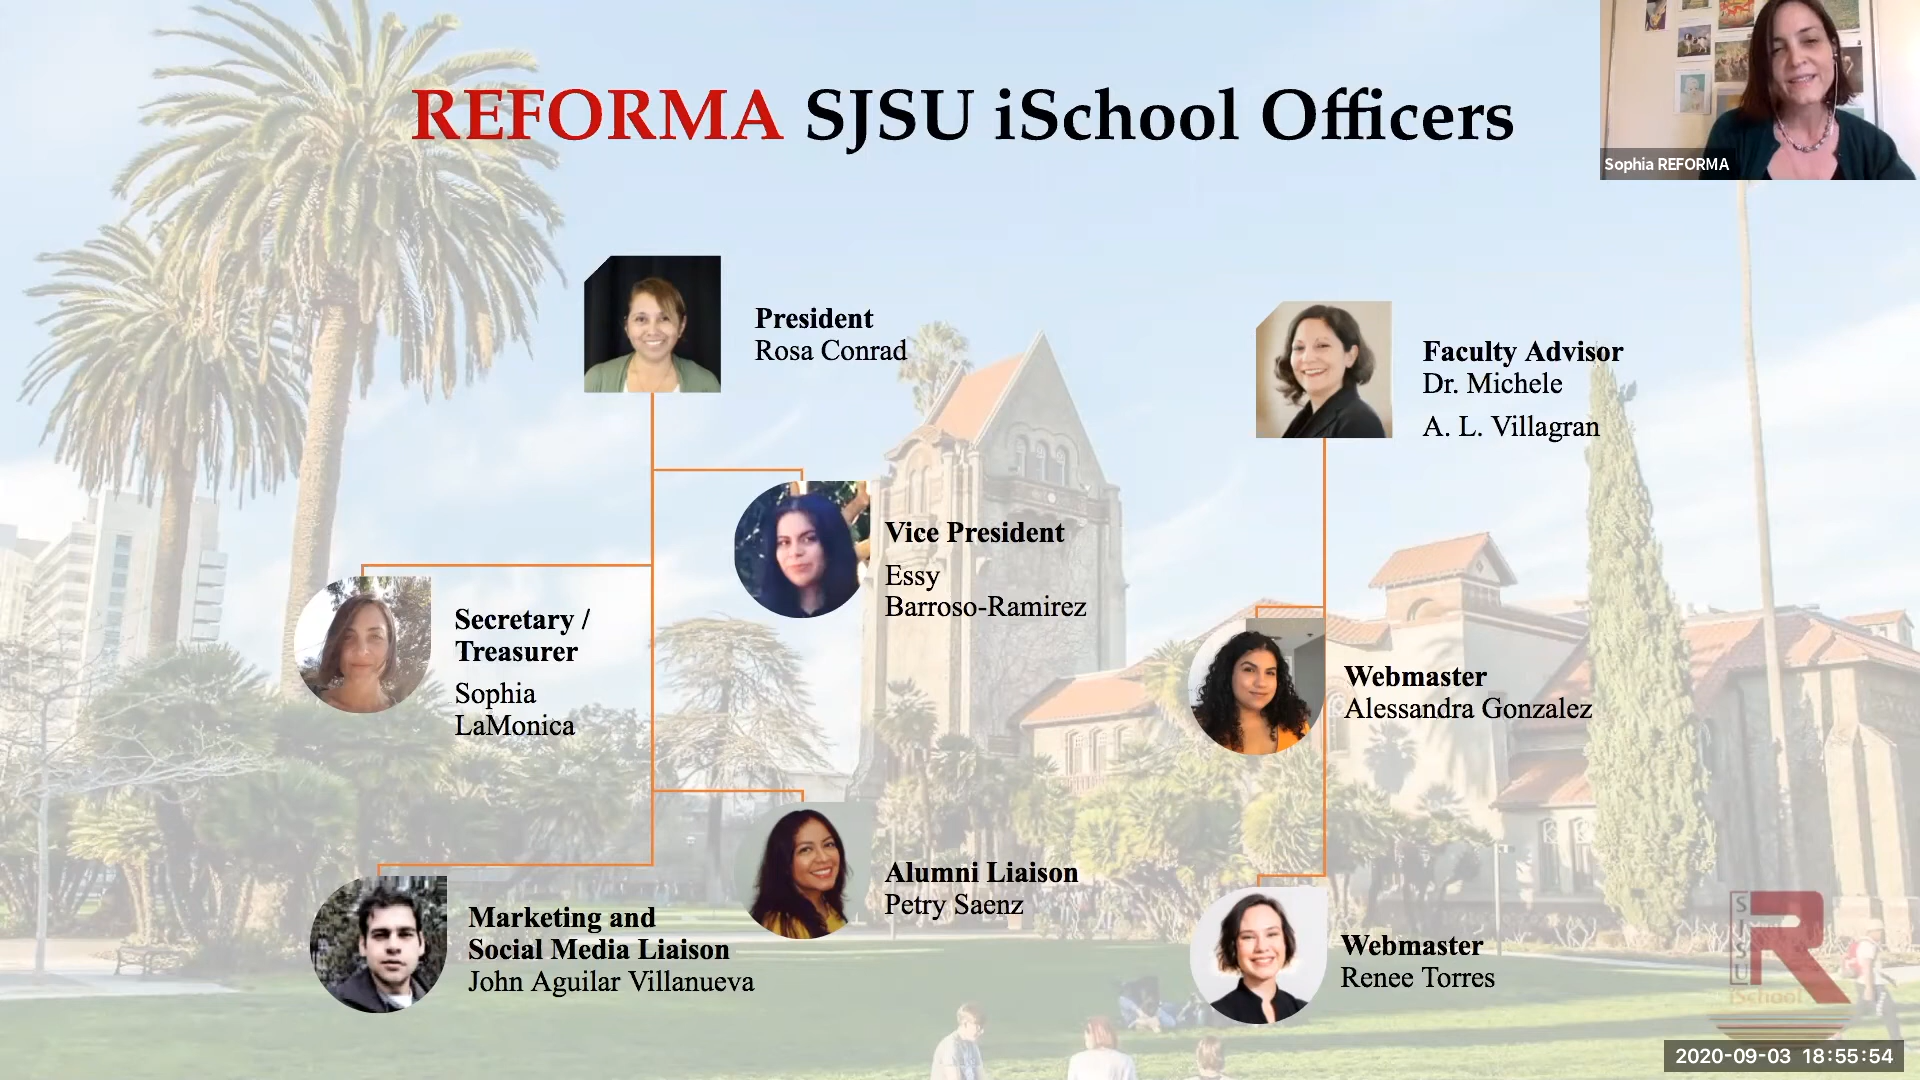 REFORMA SJSU iSchool Officers
Sophia REFORMA
President
Rosa Conrad
Faculty Advisor
Dr. Michele
A. L. Villagran
Vice President
Essy
Barroso-Ramirez
Secretary /
Treasurer
Sophia
LaMonica
Webmaster
Alessandra Gonzalez
Alumni Liaison
Petry Saenz
Marketing and
Social Media Liaison
John Aguilar Villanueva
Webmaster
Renee Torres
SJSU
R
iSchool
2020-09-03 18:55:54